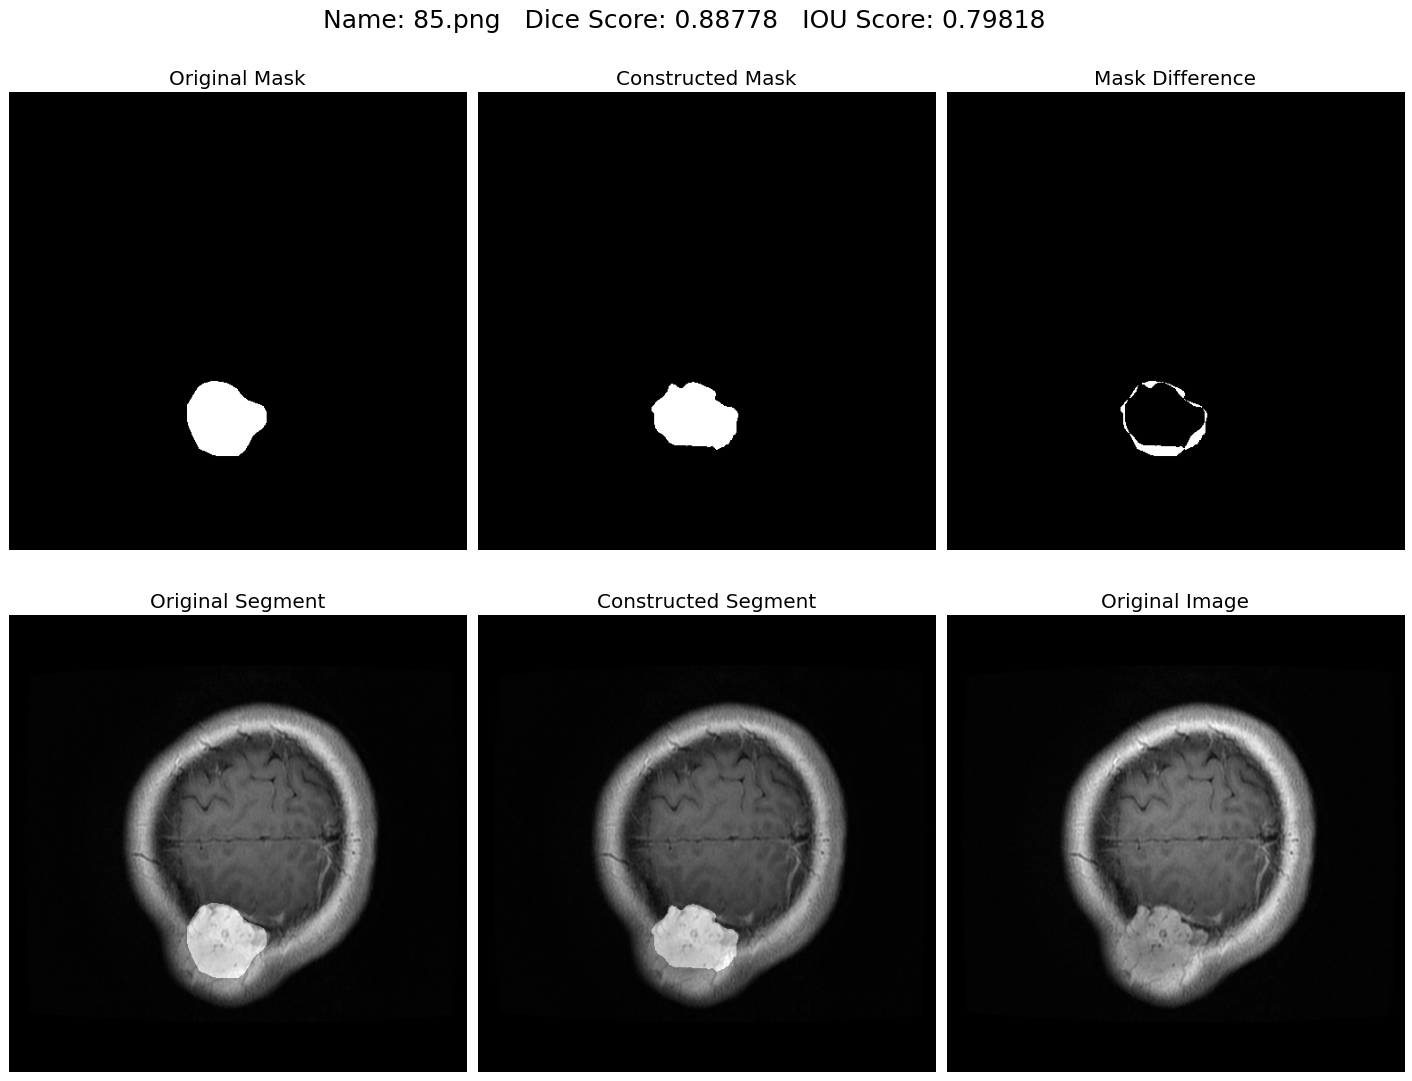 Name: 85.png   Dice Score: 0.88778   IOU Score: 0.79818
Original Mask
Constructed Mask
Mask Difference
Original Segment
Constructed Segment
Original Image